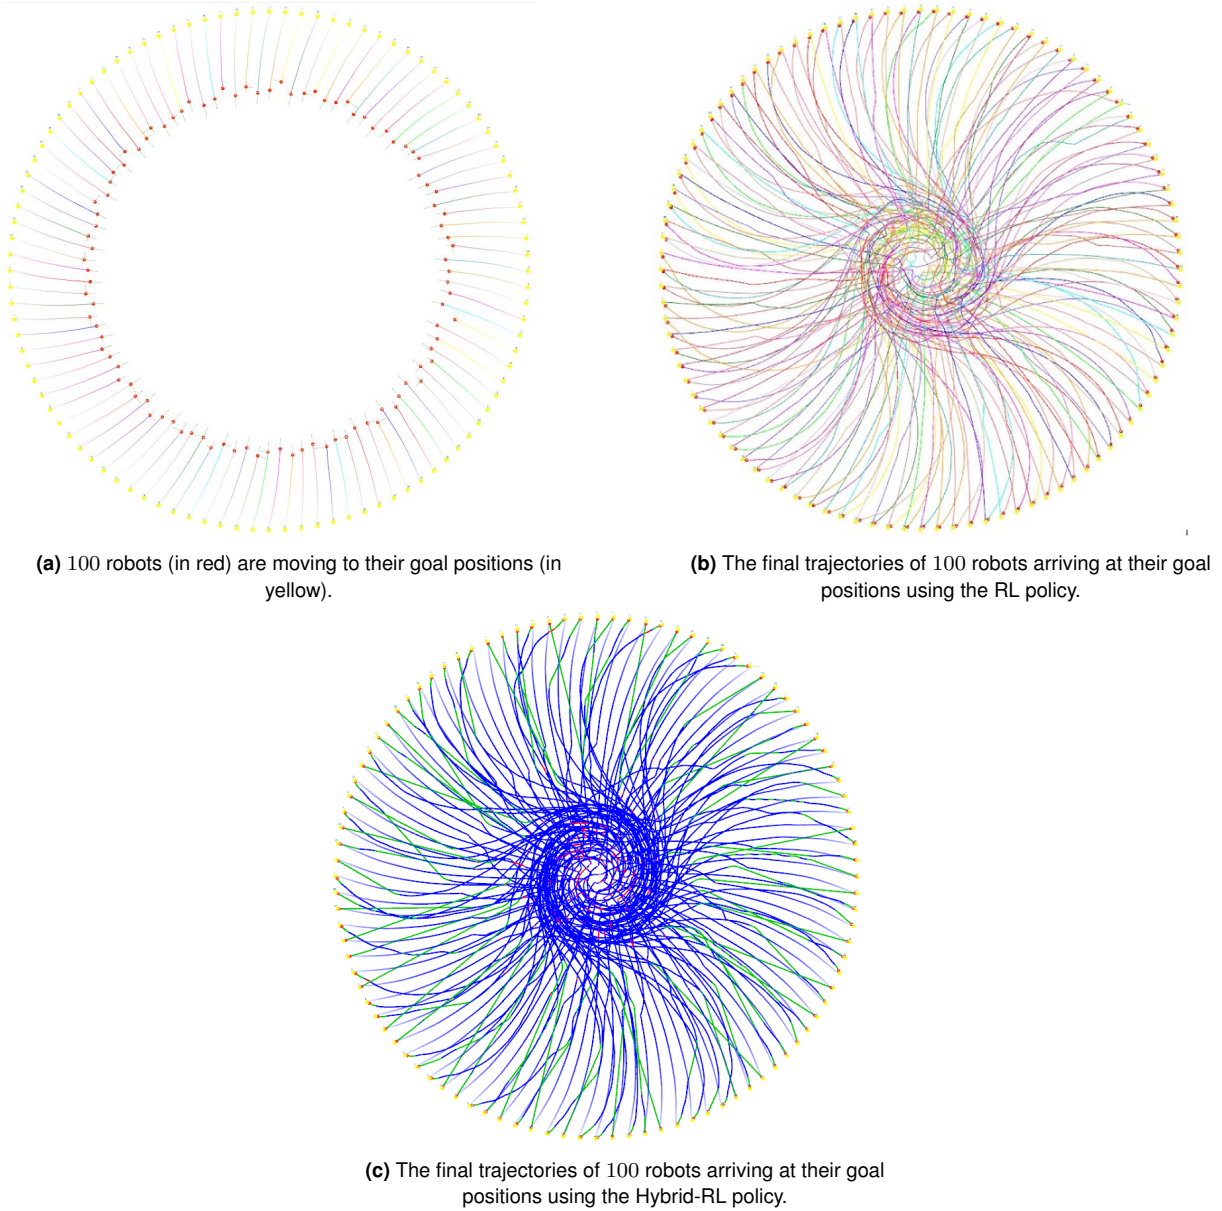 (a) 100 robots (in red) are moving to their goal positions (in
yellow).
(b) The final trajectories of 100 robots arriving at their goal
positions using the RL policy.
(c) The final trajectories of 100 robots arriving at their goal
positions using the Hybrid-RL policy.